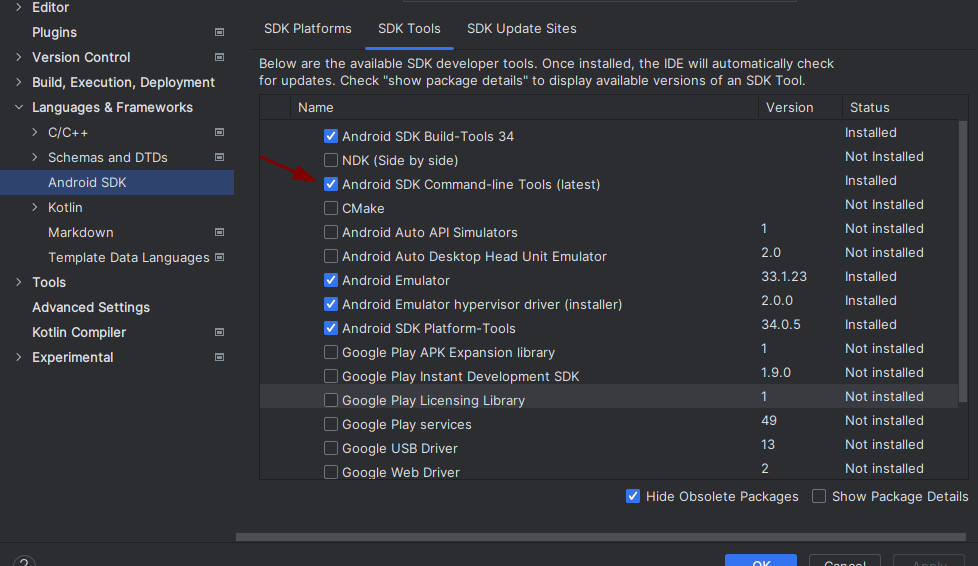 Editor
Plugins
Version Control
Build, Execution, Deployment
Languages & Frameworks
C/C++
Schemas and DTDs
Android SDK
Kotlin
Markdown
Template Data Languages
Tools
Advanced Settings
Kotlin Compiler
Experimental
SDK Platforms SDK Tools SDK Update Sites
Below are the available SDK developer tools. Once installed, the IDE will automatically check
for updates. Check "show package details" to display available versions of an SDK Tool.
Name Version Status
Android SDK Build-Tools 34 Installed
NDK (Side by side) Not Installed
Android SDK Command-line Tools (latest) Installed
CMake Not Installed
Android Auto API Simulators 1 Not installed
Android Auto Desktop Head Unit Emulator 2.0 Not installed
Android Emulator 33.1.23 Installed
Android Emulator hypervisor driver (installer) 2.0.0 Installed
Android SDK Platform-Tools 34.0.5 Installed
Google Play APK Expansion library 1 Not installed
Google Play Instant Development SDK 1.9.0 Not installed
Google Play Licensing Library 1 Not installed
Google Play services 49 Not installed
Google USB Driver 13 Not installed
Google Web Driver 2 Not installed
Hide Obsolete Packages Show Package Details
? OK Cancel Apply